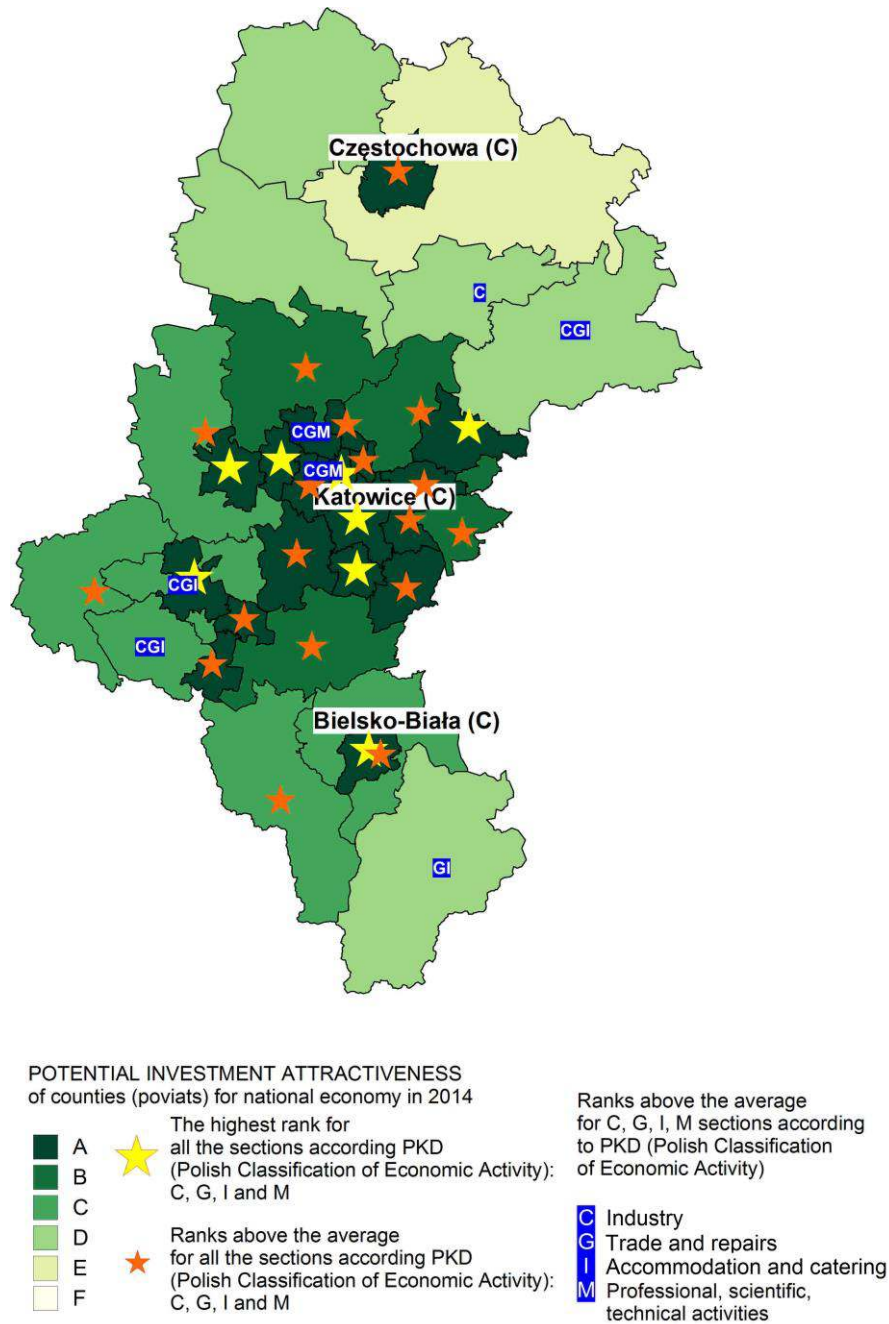 Częstochowa (C)
C
CGI
CGM
CGM
Katowice (C)
CGI
CGI
Bielsko-Biała (C)
GI
POTENTIAL INVESTMENT ATTRACTIVENESS
of counties (poviats) for national economy in 2014
A
B
C
D
E
F
The highest rank for
all the sections according PKD
(Polish Classification of Economic Activity):
C, G, I and M
Ranks above the average
for all the sections according PKD
(Polish Classification of Economic Activity):
C, G, I and M
Ranks above the average
for C, G, I, M sections according
to PKD (Polish Classification
of Economic Activity)
C Industry
G Trade and repairs
I Accommodation and catering
M Professional, scientific,
technical activities